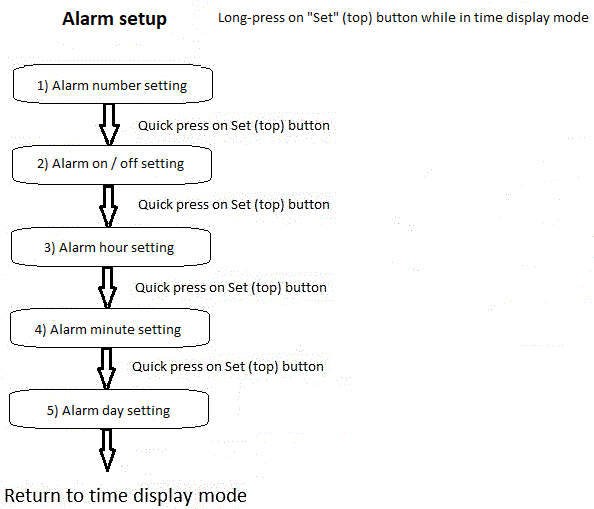 Alarm setup
Long-press on "Set" (top) button while in time display mode
1) Alarm number setting
Quick press on Set (top) button
2) Alarm on / off setting
Quick press on Set (top) button
3) Alarm hour setting
Quick press on Set (top) button
4) Alarm minute setting
Quick press on Set (top) button
5) Alarm day setting
Return to time display mode